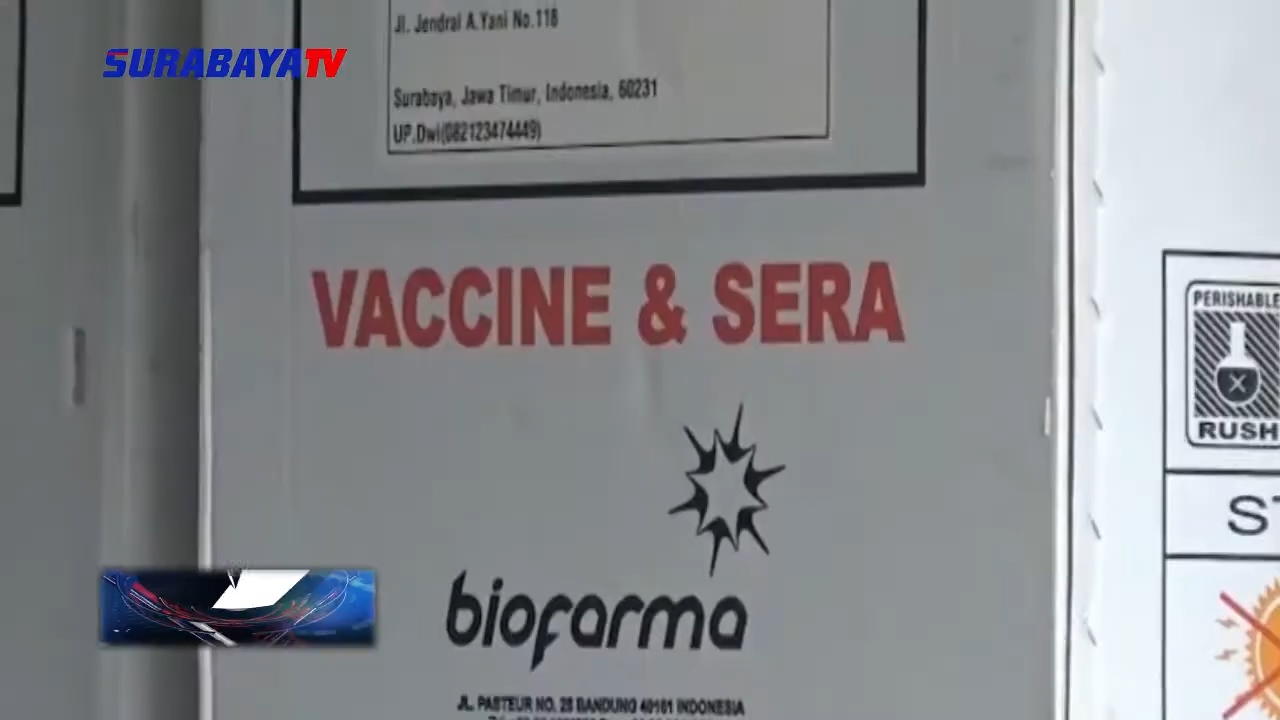 SURABAYATV
Jl. Jendral A.Yani No.118
Surabaya, Jawa Timur, Indonesia, 60231
UP.Dwi(082123474449)
VACCINE & SERA
PERISHABLE
RUSH
ST
biofarma
JL. PASTEUR NO. 28 BANDUNG 40161 INDONESIA